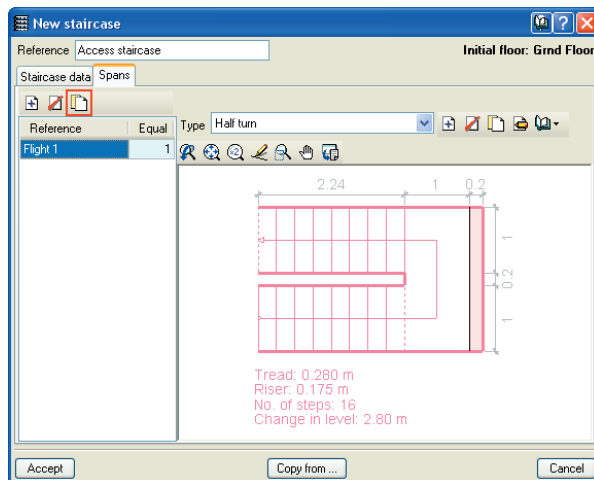 New staircase
Reference Access staircase Initial floor: Grnd Floor
Staircase data Spans
Reference Equal
Flight 1 1
Type Half turn
2.24 1 0.2
1
0.2
1
Tread: 0.280 m
Riser: 0.175 m
No. of steps: 16
Change in level: 2.80 m
Accept Copy from ... Cancel